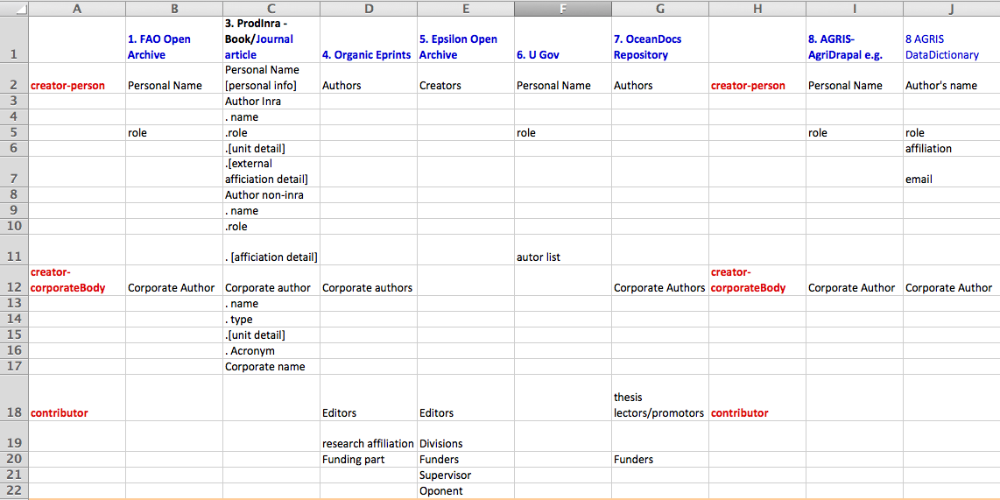 A B C D E F G H I J
1 1. FAO Open Archive 3. ProdInra - Book/Journal article 4. Organic Eprints 5. Epsilon Open Archive 6. U Gov 7. OceanDocs Repository 8. AGRIS-AgriDrapal e.g. 8 AGRIS DataDictionary
2 creator-person Personal Name Personal Name [personal info] Authors Creators Personal Name Authors creator-person Personal Name Author's name
3 Author Inra
4 . name
5 role .role role role role
6 .[unit detail] affiliation
7 .[external afficiation detail] email
8 Author non-inra
9 . name
10 .role
11 . [afficiation detail] autor list
12 creator-corporateBody Corporate Author Corporate author Corporate authors Corporate Authors creator-corporateBody Corporate Author Corporate Author
13 . name
14 . type
15 .[unit detail]
16 . Acronym
17 Corporate name
18 contributor Editors Editors thesis lectors/promotors contributor
19 research affiliation Divisions
20 Funding part Funders Funders
21 Supervisor
22 Oponent